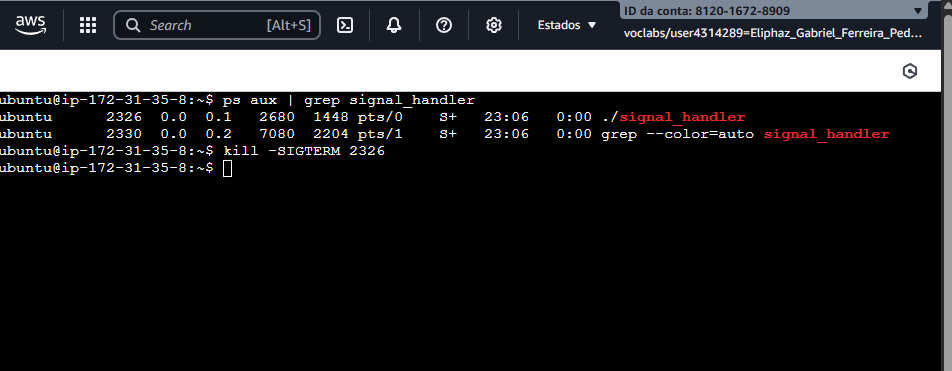 aws
Search [Alt+S]
Estados ▼
ID da conta: 8120-1672-8909 ▼
voclabs/user4314289=Eliphaz_Gabriel_Ferreira_Ped...
ubuntu@ip-172-31-35-8:~$ ps aux | grep signal_handler
ubuntu      2326  0.0  0.1   2680  1448 pts/0    S+   23:06   0:00 ./signal_handler
ubuntu      2330  0.0  0.2   7080  2204 pts/1    S+   23:06   0:00 grep --color=auto signal_handler
ubuntu@ip-172-31-35-8:~$ kill -SIGTERM 2326
ubuntu@ip-172-31-35-8:~$